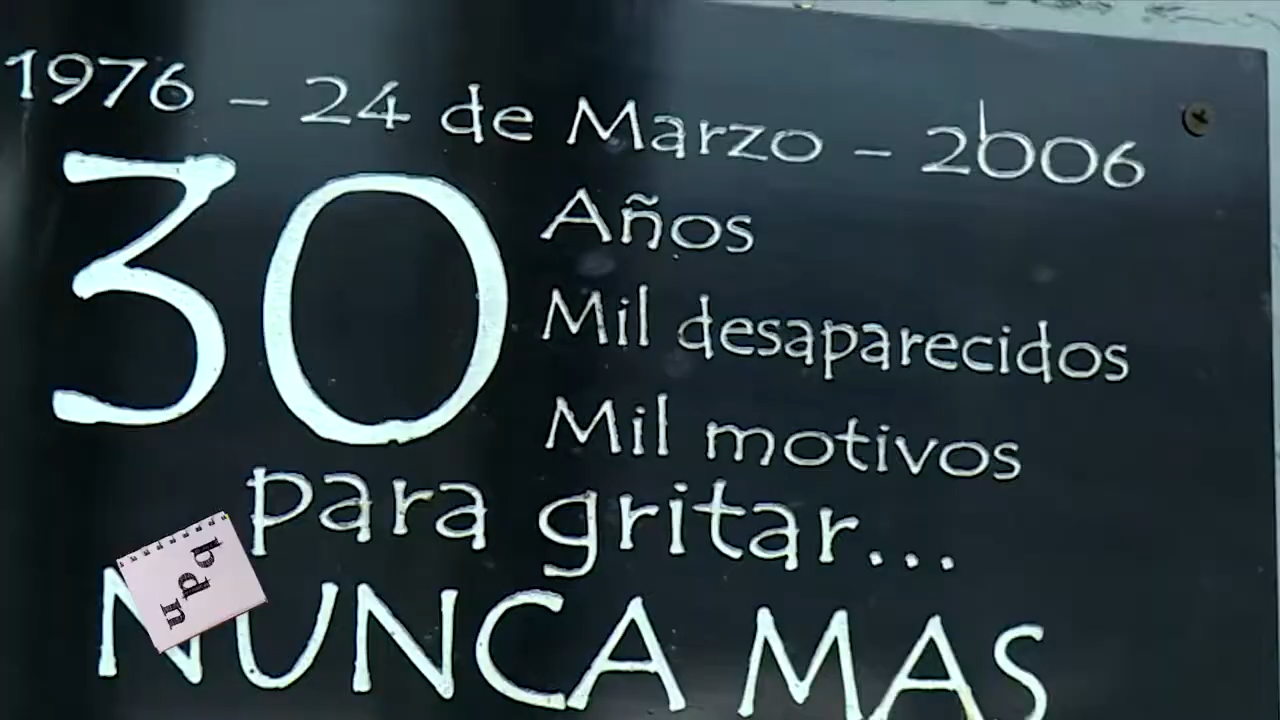 1976 – 24 de Marzo – 2006
30
Años
Mil desaparecidos
Mil motivos
para gritar...
NUNCA MAS